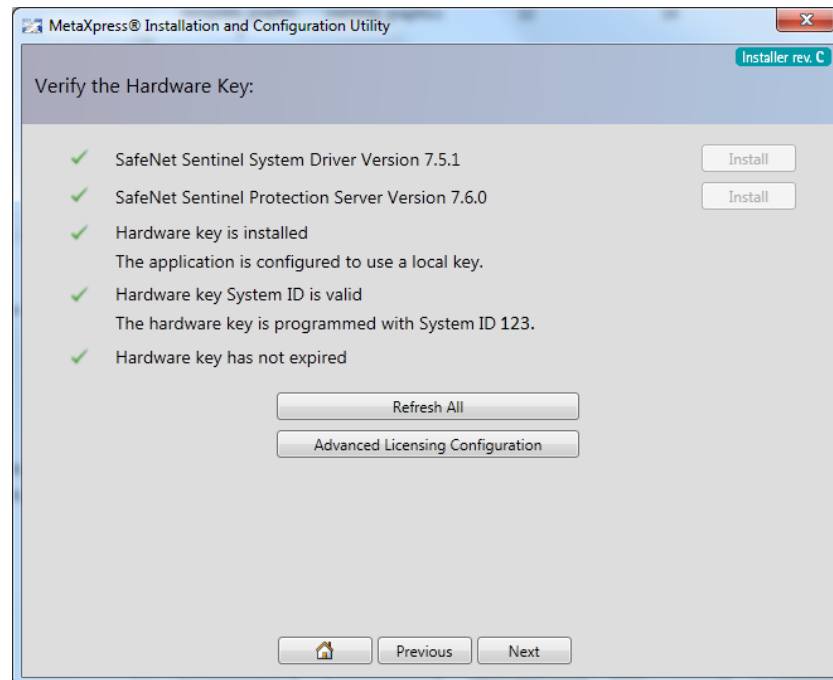 MetaXpress® Installation and Configuration Utility
Installer rev. C
Verify the Hardware Key:
SafeNet Sentinel System Driver Version 7.5.1
Install
SafeNet Sentinel Protection Server Version 7.6.0
Install
Hardware key is installed
The application is configured to use a local key.
Hardware key System ID is valid
The hardware key is programmed with System ID 123.
Hardware key has not expired
Refresh All
Advanced Licensing Configuration
Previous
Next